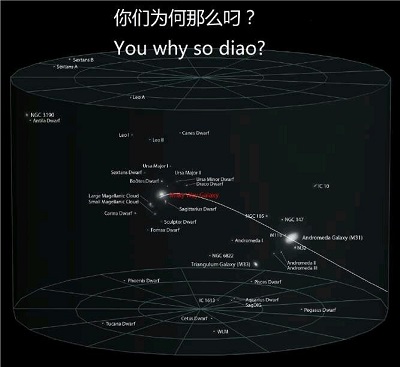 你们为何那么叼？
You why so diao?
Sextans B
Sextans A
Leo A
NGC 3190
Antlia Dwarf
Leo I
Leo II
Canes Dwarf
Ursa Major I
Ursa Major II
Sextans Dwarf
Ursa Minor Dwarf
Boötes Dwarf
Draco Dwarf
IC 10
Milky Way Galaxy
Large Magellanic Cloud
Small Magellanic Cloud
Sagittarius Dwarf
Carina Dwarf
NGC 185
NGC 147
Sculptor Dwarf
Fornax Dwarf
M110
Andromeda Galaxy (M31)
Andromeda I
M32
NGC 6822
Andromeda II
Andromeda III
Triangulum Galaxy (M33)
Phoenix Dwarf
Pisces Dwarf
IC 1613
Aquarius Dwarf
SagDIG
Pegasus Dwarf
Tucana Dwarf
Cetus Dwarf
WLM